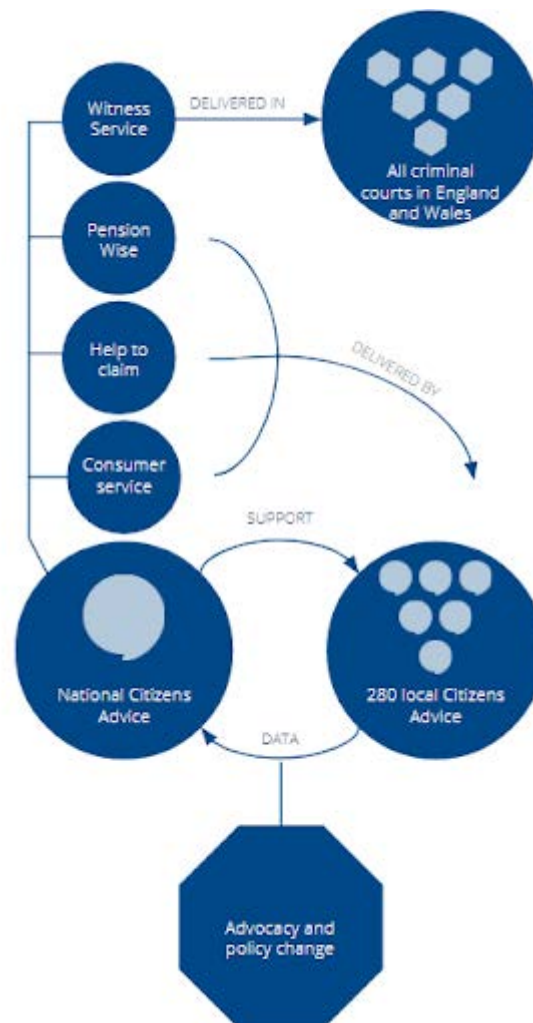 Witness
Service
DELIVERED IN
All criminal
courts in England
and Wales
Pension
Wise
Help to
claim
DELIVERED BY
Consumer
service
SUPPORT
National Citizens
Advice
280 local Citizens
Advice
DATA
Advocacy and
policy change